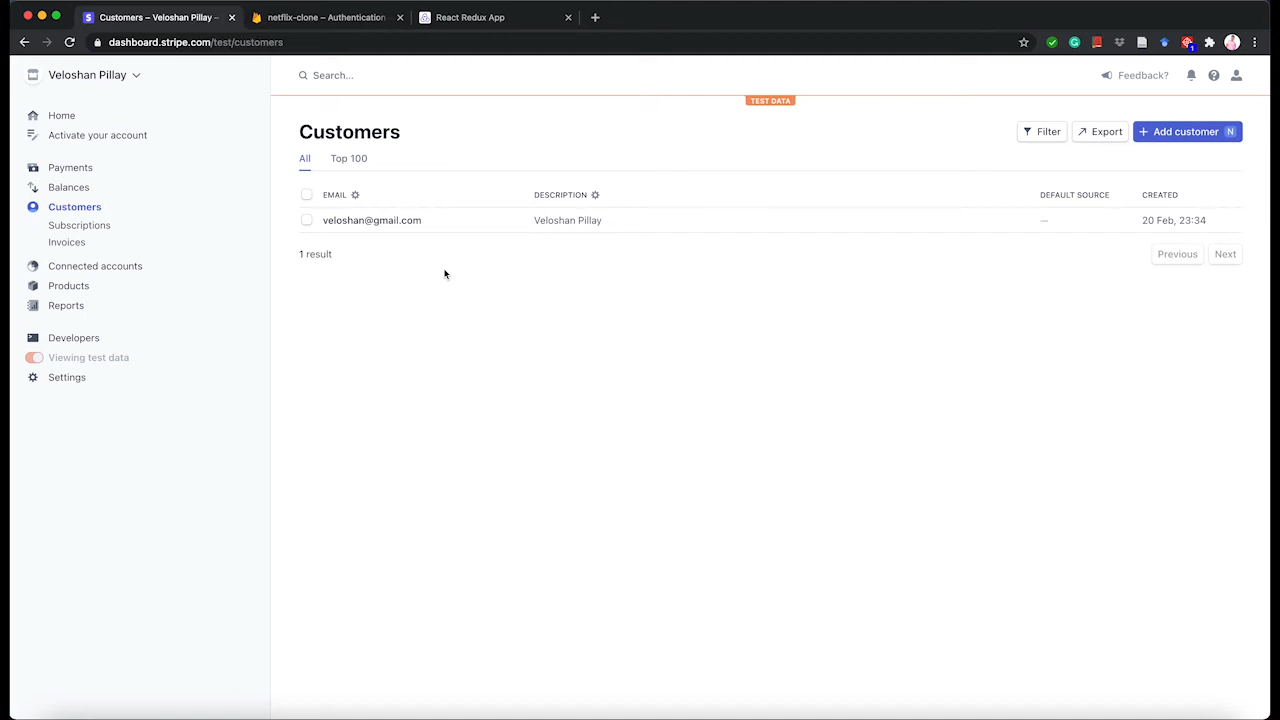 Customers – Veloshan Pillay –
netflix-clone – Authentication
React Redux App
dashboard.stripe.com/test/customers
1
Veloshan Pillay
Search...
Feedback?
TEST DATA
Home
Activate your account
Payments
Balances
Customers
Subscriptions
Invoices
Connected accounts
Products
Reports
Developers
Viewing test data
Settings
Customers
Filter
Export
Add customer N
All
Top 100
EMAIL
DESCRIPTION
DEFAULT SOURCE
CREATED
veloshan@gmail.com
Veloshan Pillay
—
20 Feb, 23:34
1 result
Previous
Next